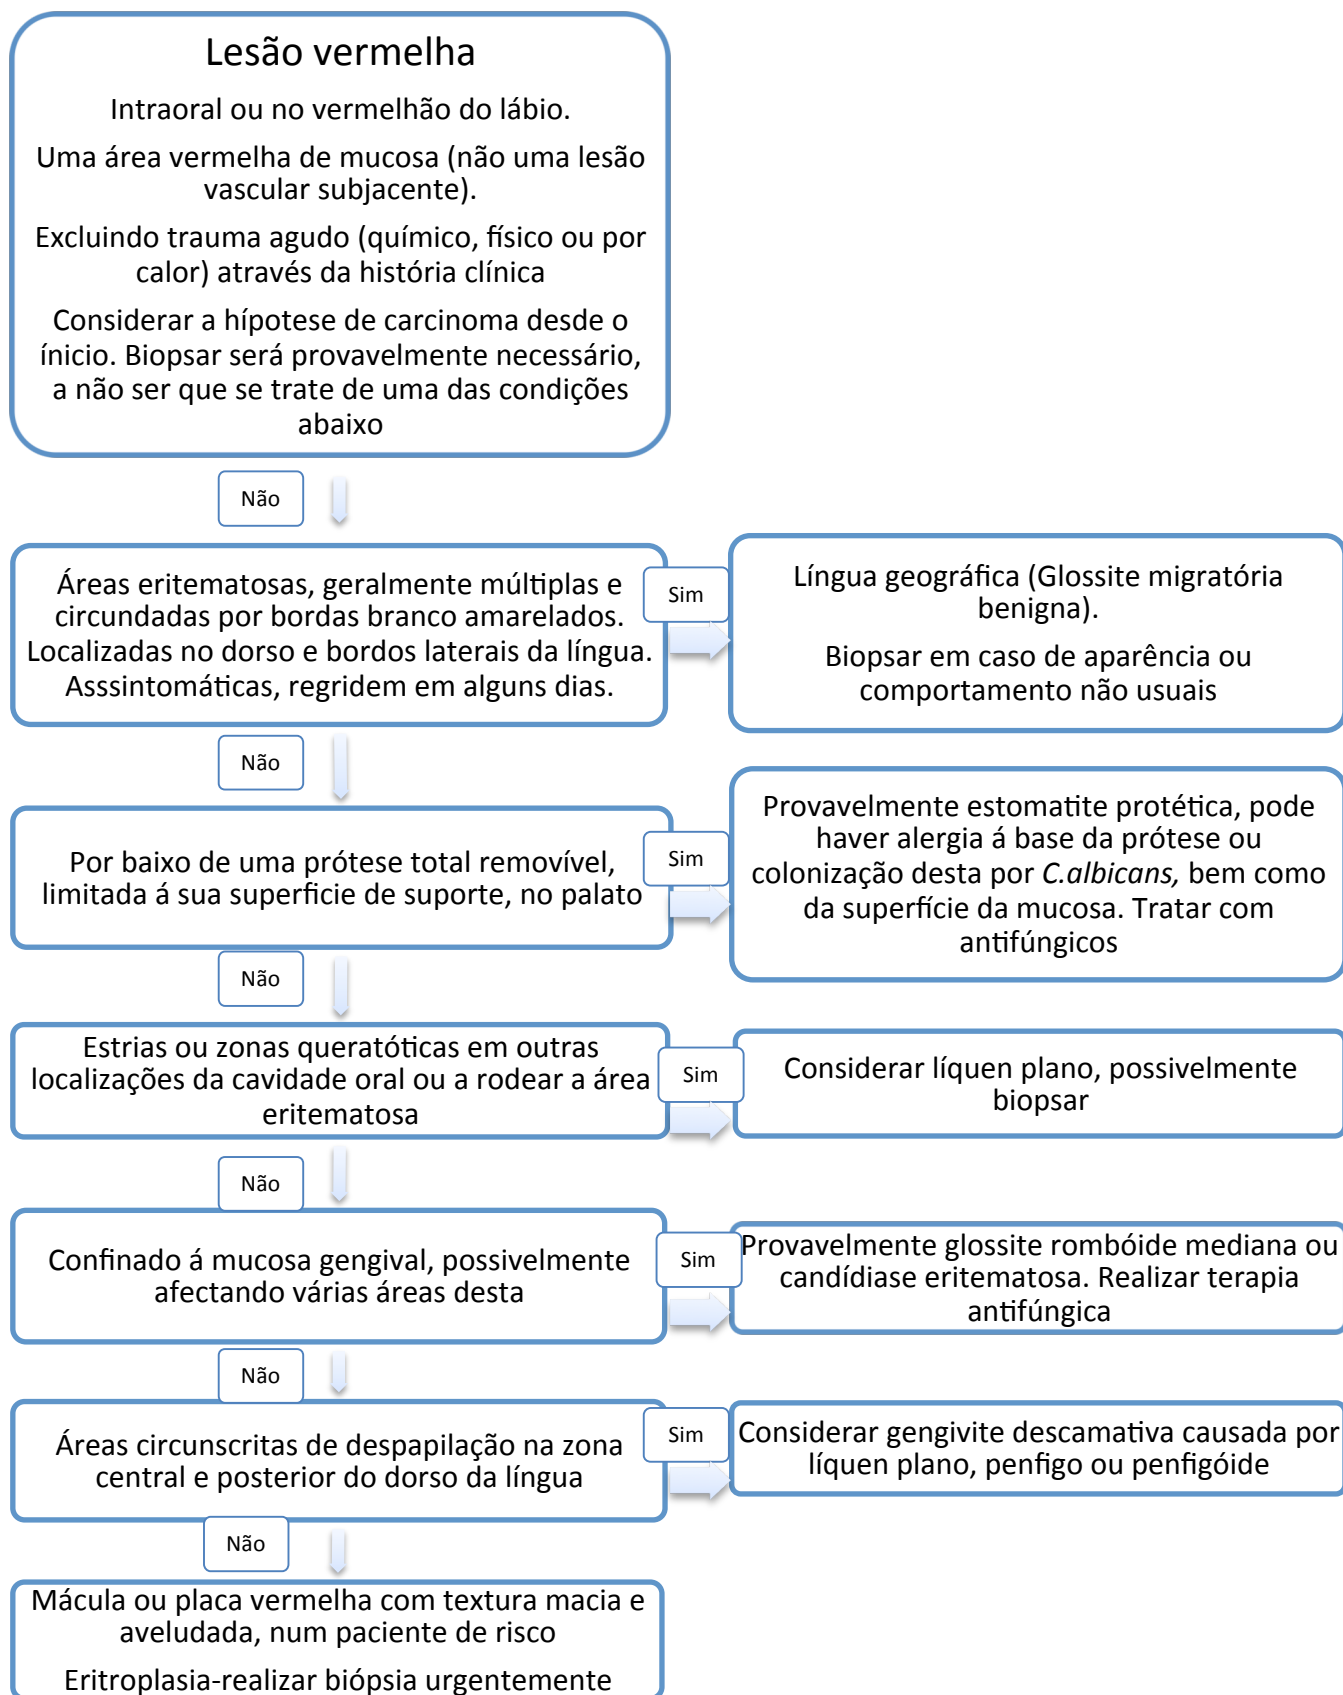 Lesão vermelha
Intraoral ou no vermelhão do lábio.
Uma área vermelha de mucosa (não uma lesão
vascular subjacente).
Excluindo trauma agudo (químico, físico ou por
calor) através da história clínica
Considerar a hípotese de carcinoma desde o
ínicio. Biopsar será provavelmente necessário,
a não ser que se trate de uma das condições
abaixo
Não
Áreas eritematosas, geralmente múltiplas e
circundadas por bordas branco amarelados.
Localizadas no dorso e bordos laterais da língua.
Asssintomáticas, regridem em alguns dias.
Sim
Língua geográfica (Glossite migratória
benigna).
Biopsar em caso de aparência ou
comportamento não usuais
Não
Por baixo de uma prótese total removível,
limitada á sua superficie de suporte, no palato
Sim
Provavelmente estomatite protética, pode
haver alergia á base da prótese ou
colonização desta por C.albicans, bem como
da superfície da mucosa. Tratar com
antifúngicos
Não
Estrias ou zonas queratóticas em outras
localizações da cavidade oral ou a rodear a área
eritematosa
Sim
Considerar líquen plano, possivelmente
biopsar
Não
Confinado á mucosa gengival, possivelmente
afectando várias áreas desta
Sim
Provavelmente glossite rombóide mediana ou
candídiase eritematosa. Realizar terapia
antifúngica
Não
Áreas circunscritas de despapilação na zona
central e posterior do dorso da língua
Sim
Considerar gengivite descamativa causada por
líquen plano, penfigo ou penfigóide
Não
Mácula ou placa vermelha com textura macia e
aveludada, num paciente de risco
Eritroplasia-realizar biópsia urgentemente